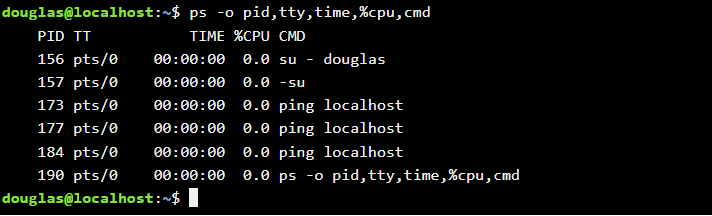 douglas@localhost:~$ ps -o pid,tty,time,%cpu,cmd
PID TT TIME %CPU CMD
156 pts/0 00:00:00 0.0 su - douglas
157 pts/0 00:00:00 0.0 -su
173 pts/0 00:00:00 0.0 ping localhost
177 pts/0 00:00:00 0.0 ping localhost
184 pts/0 00:00:00 0.0 ping localhost
190 pts/0 00:00:00 0.0 ps -o pid,tty,time,%cpu,cmd
douglas@localhost:~$